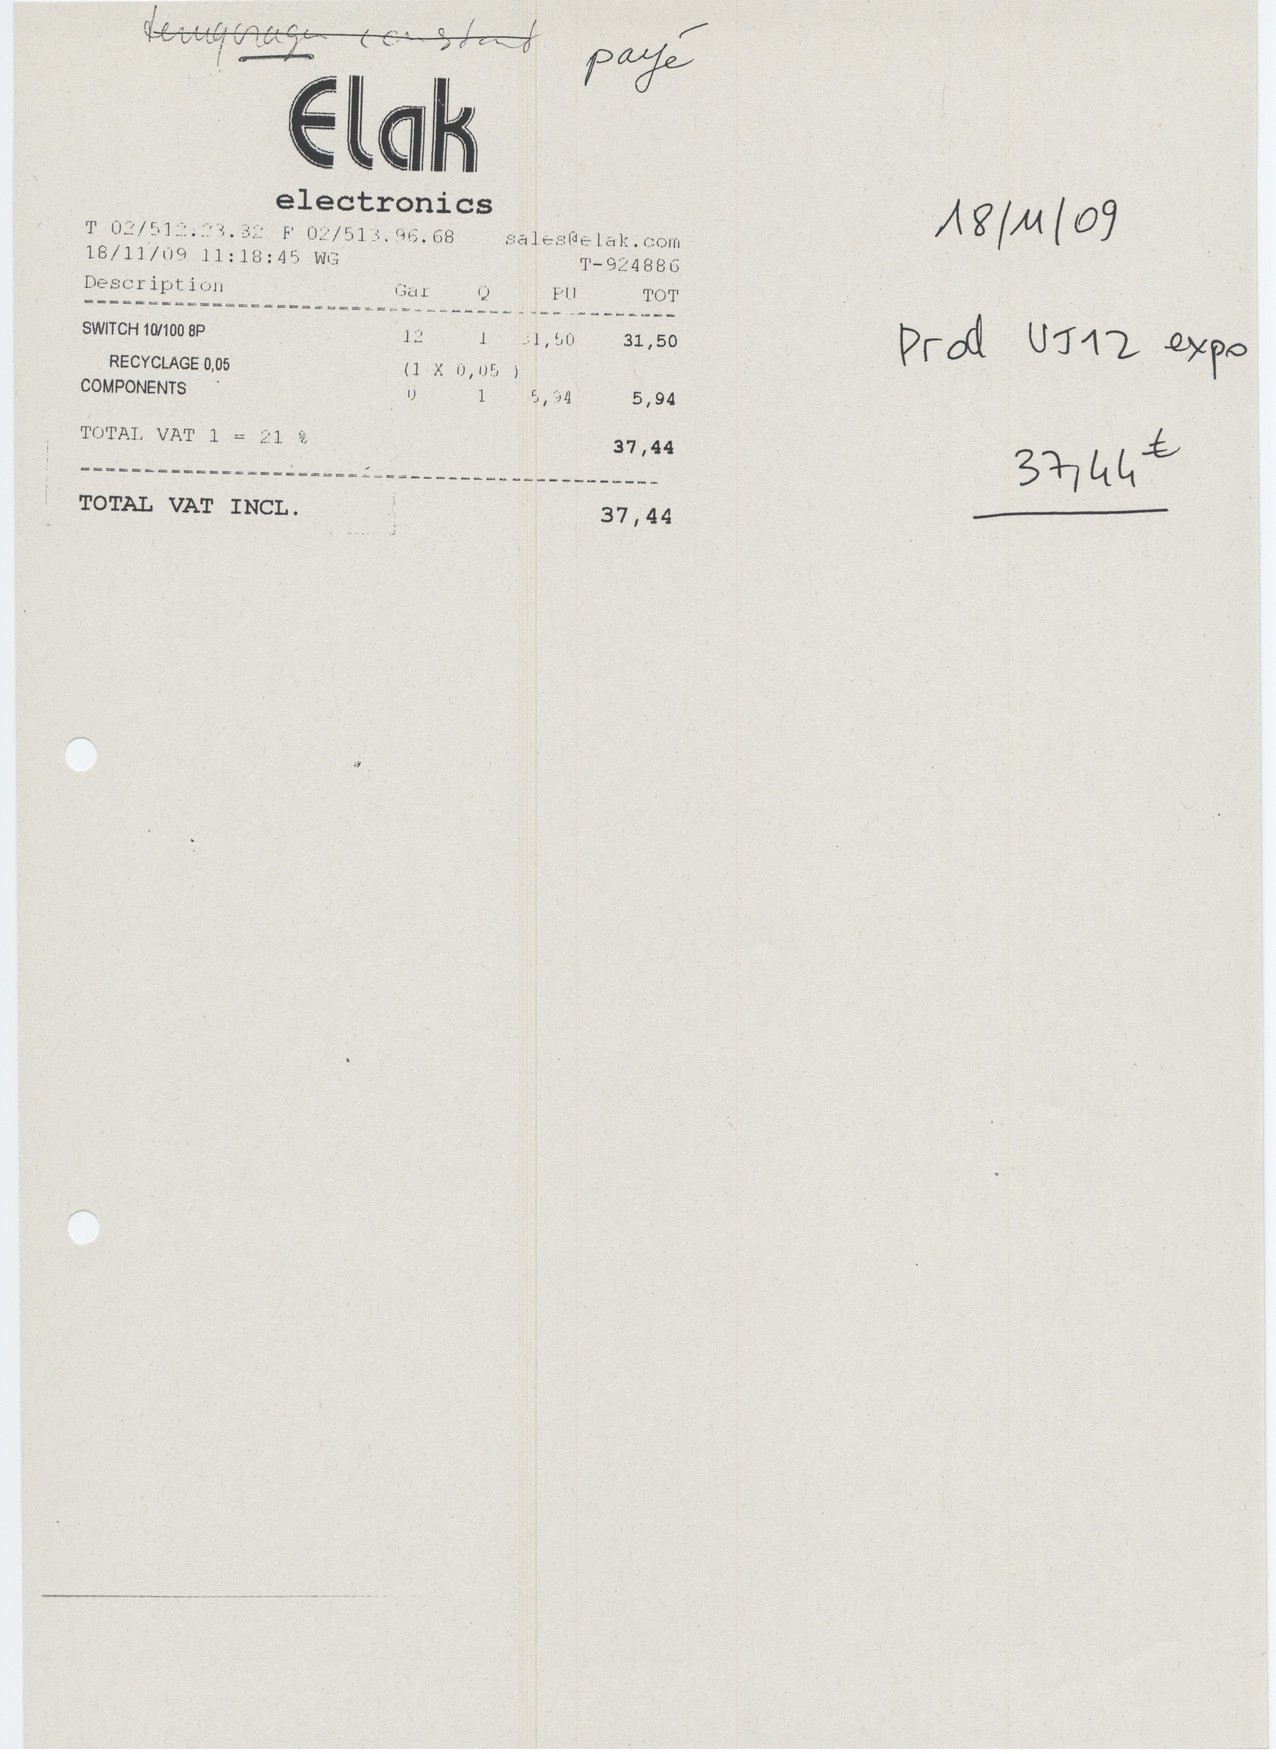 payé
Elak
electronics
T 02/512.23.32 F 02/513.96.68 sales@elak.com
18/11/09 11:18:45 WG T-924886
Description Gar Q PU TOT
SWITCH 10/100 8P 12 1 31,50 31,50
RECYCLAGE 0,05 (1 X 0,05 )
COMPONENTS 0 1 5,94 5,94
TOTAL VAT 1 = 21 % 37,44
TOTAL VAT INCL. 37,44
18/11/09
Prod VJ12 expo
37,44 €